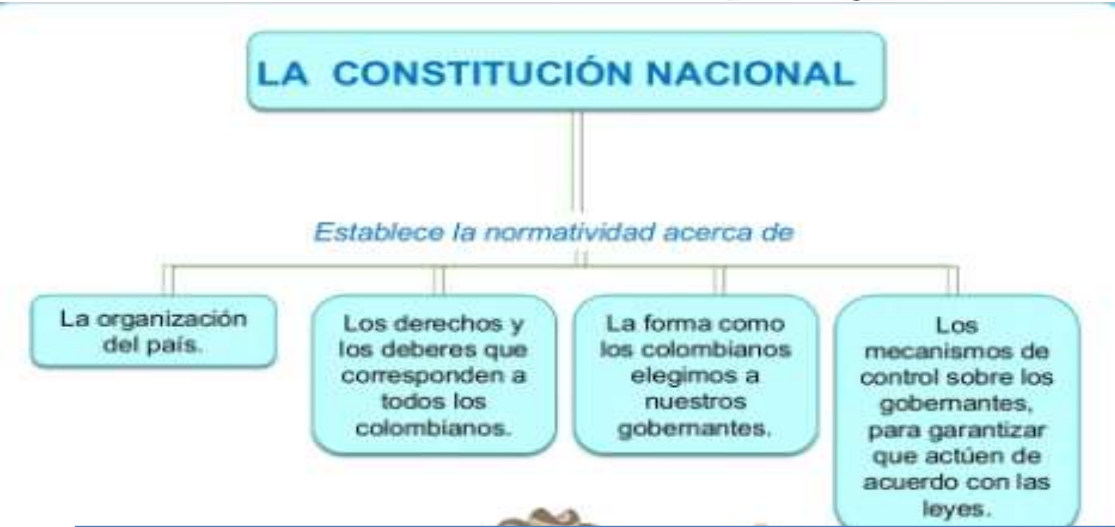 LA CONSTITUCIÓN NACIONAL
Establece la normatividad acerca de
La organización
del país.
Los derechos y
los deberes que
corresponden a
todos los
colombianos.
La forma como
los colombianos
elegimos a
nuestros
gobernantes.
Los
mecanismos de
control sobre los
gobernantes,
para garantizar
que actúen de
acuerdo con las
leyes.